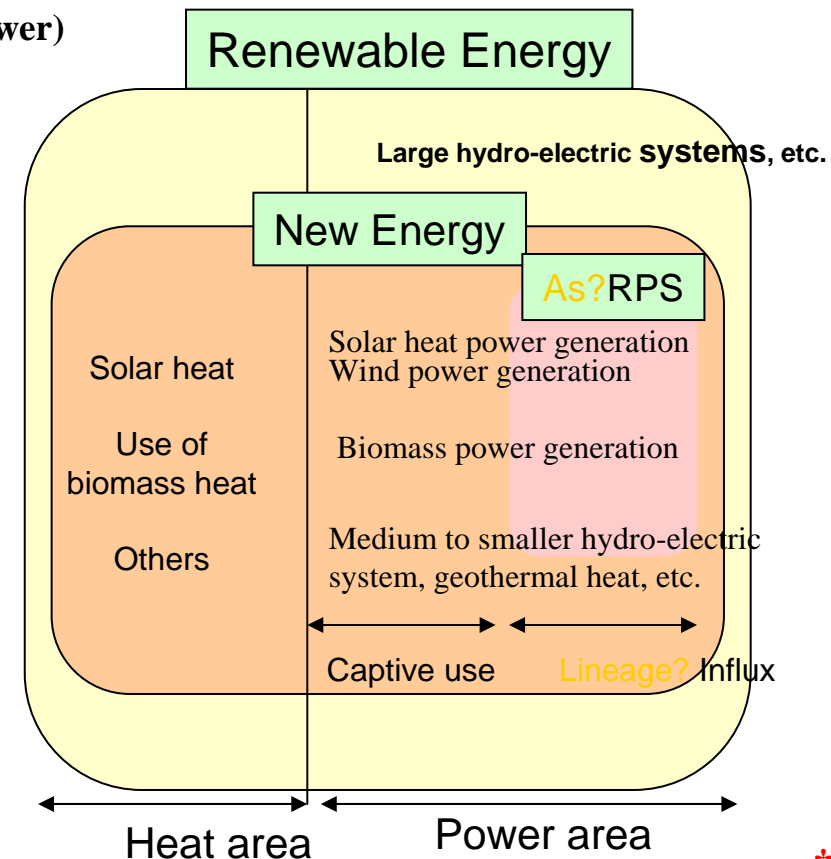 wer)
Renewable Energy
Large hydro-electric systems, etc.
New Energy
As?RPS
Solar heat
Use of
biomass heat
Others
Solar heat power generation
Wind power generation
Biomass power generation
Medium to smaller hydro-electric
system, geothermal heat, etc.
Captive use
Lineage? Influx
Heat area
Power area